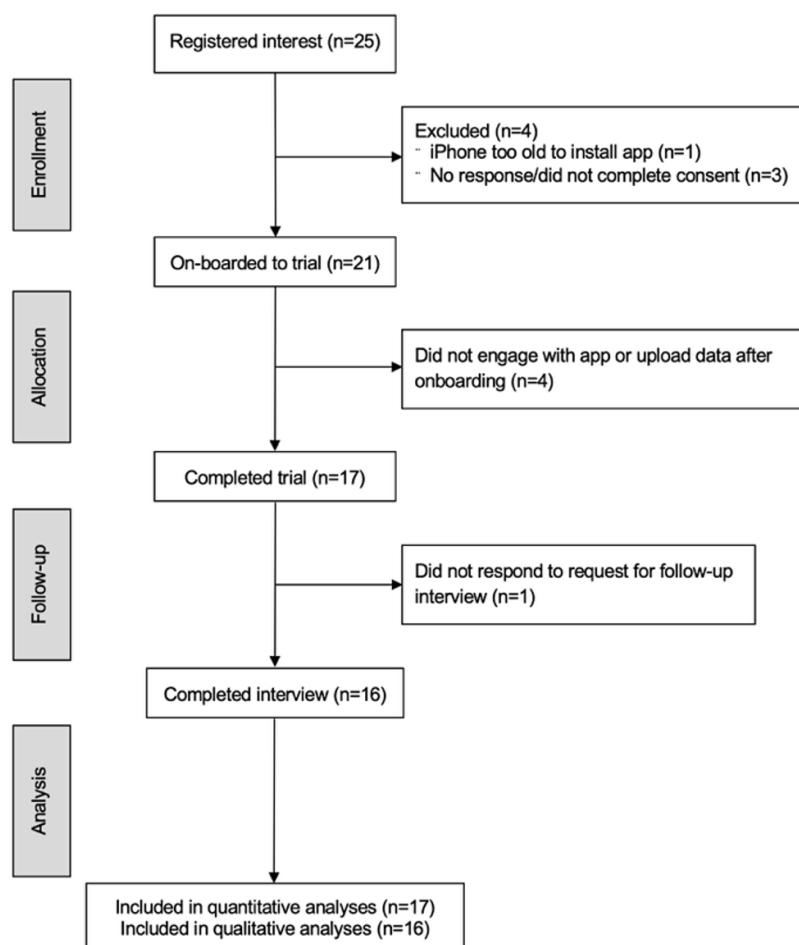 Registered interest (n=25)
Enrollment
Excluded (n=4)
¨ iPhone too old to install app (n=1)
¨ No response/did not complete consent (n=3)
On-boarded to trial (n=21)
Allocation
Did not engage with app or upload data after
onboarding (n=4)
Completed trial (n=17)
Follow-up
Did not respond to request for follow-up
interview (n=1)
Completed interview (n=16)
Analysis
Included in quantitative analyses (n=17)
Included in qualitative analyses (n=16)